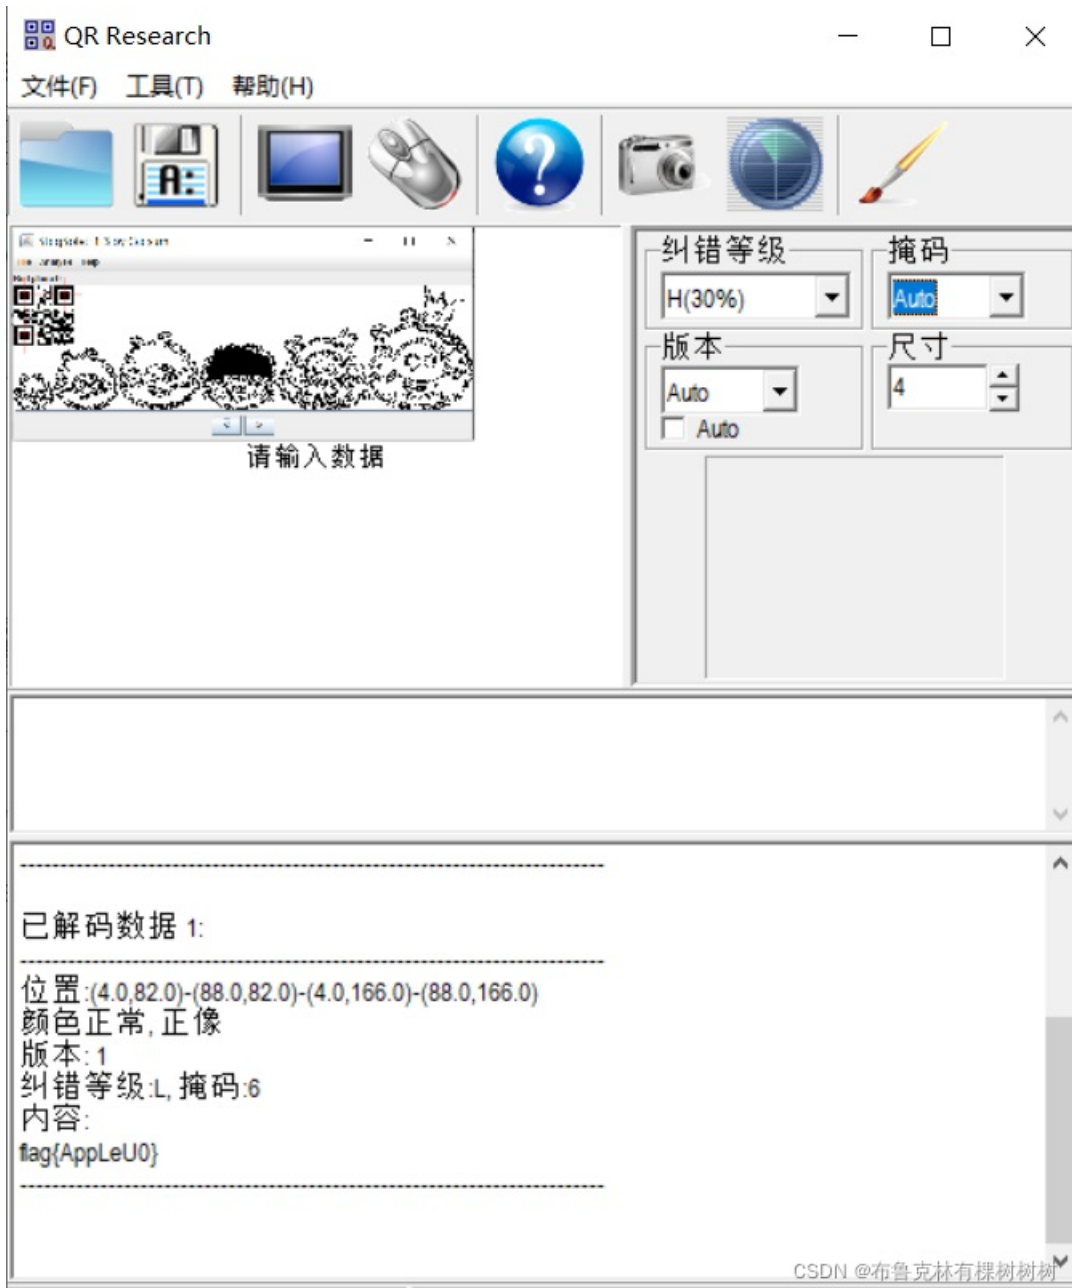 QR Research
文件(F) 工具(T) 帮助(H)
A:
?
File Analyse Help
< >
请输入数据
纠错等级
掩码
H(30%)
Auto
版本
尺寸
Auto
4
Auto
已解码数据 1:
位置:(4.0,82.0)-(88.0,82.0)-(4.0,166.0)-(88.0,166.0)
颜色正常, 正像
版本: 1
纠错等级:L, 掩码:6
内容:
flag{AppLeU0}
CSDN @布鲁克林有棵树树树